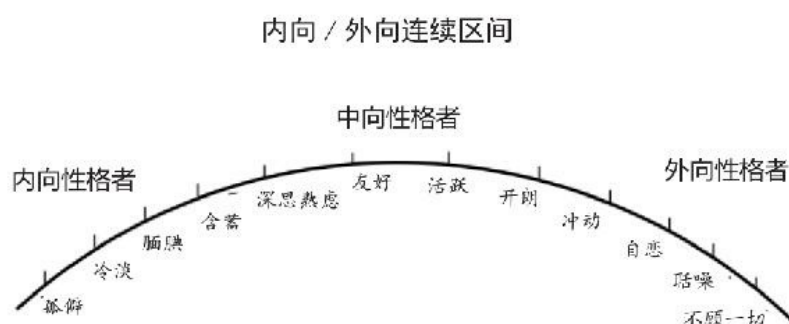 内向 / 外向连续区间
中向性格者
内向性格者
外向性格者
孤僻
冷淡
腼腆
含蓄
深思熟虑
友好
活跃
开朗
冲动
自恋
聒噪
不顾一切